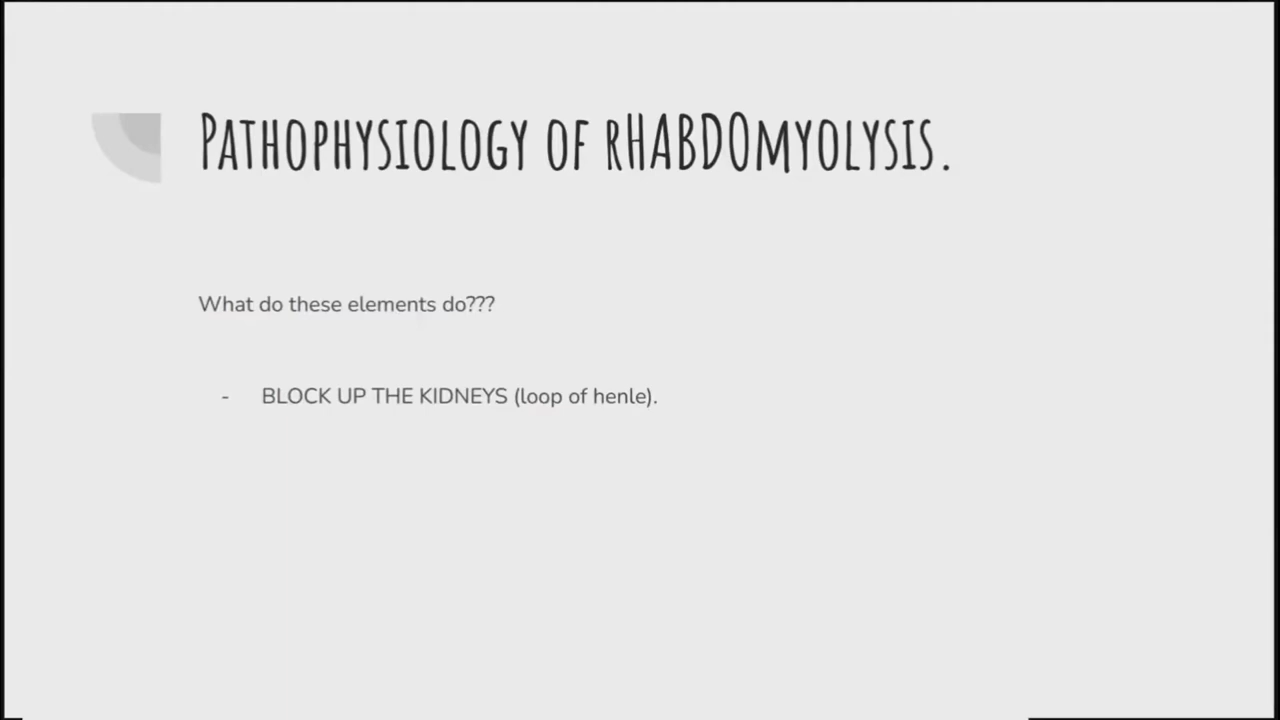 PATHOPHYSIOLOGY OF rHABDOMYOLYSIS.
What do these elements do???
- BLOCK UP THE KIDNEYS (loop of henle).